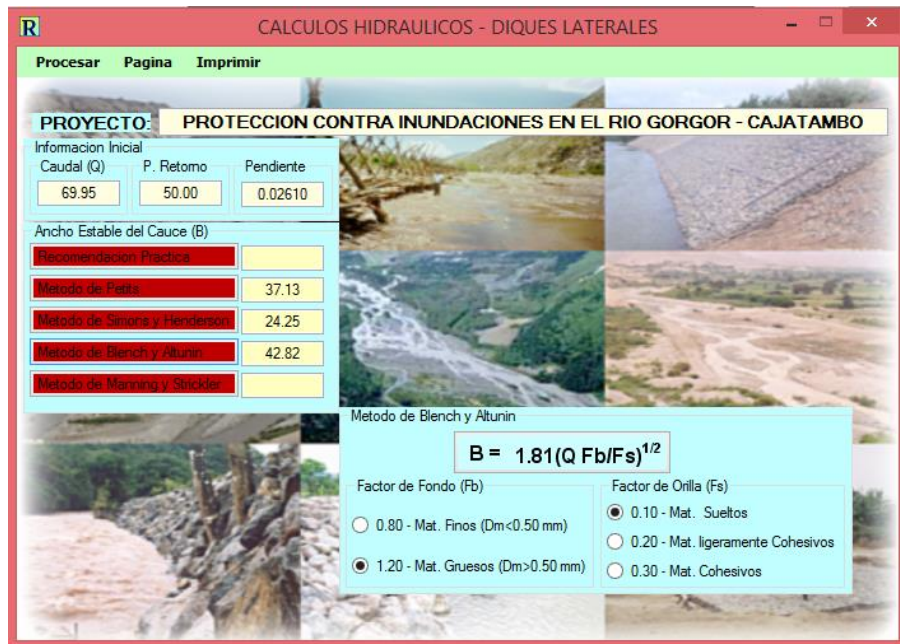 R
CALCULOS HIDRAULICOS - DIQUES LATERALES
Procesar Pagina Imprimir
PROYECTO: PROTECCION CONTRA INUNDACIONES EN EL RIO GORGOR - CAJATAMBO
Informacion Inicial
Caudal (Q) P. Retorno Pendiente
69.95 50.00 0.02610
Ancho Estable del Cauce (B)
Recomendacion Practica
Metodo de Petits 37.13
Metodo de Simons y Henderson 24.25
Metodo de Blench y Altunin 42.82
Metodo de Manning y Strickler
Metodo de Blench y Altunin
B = 1.81(Q Fb/Fs)1/2
Factor de Fondo (Fb)
0.80 - Mat. Finos (Dm<0.50 mm)
1.20 - Mat. Gruesos (Dm>0.50 mm)
Factor de Orilla (Fs)
0.10 - Mat. Sueltos
0.20 - Mat. ligeramente Cohesivos
0.30 - Mat. Cohesivos